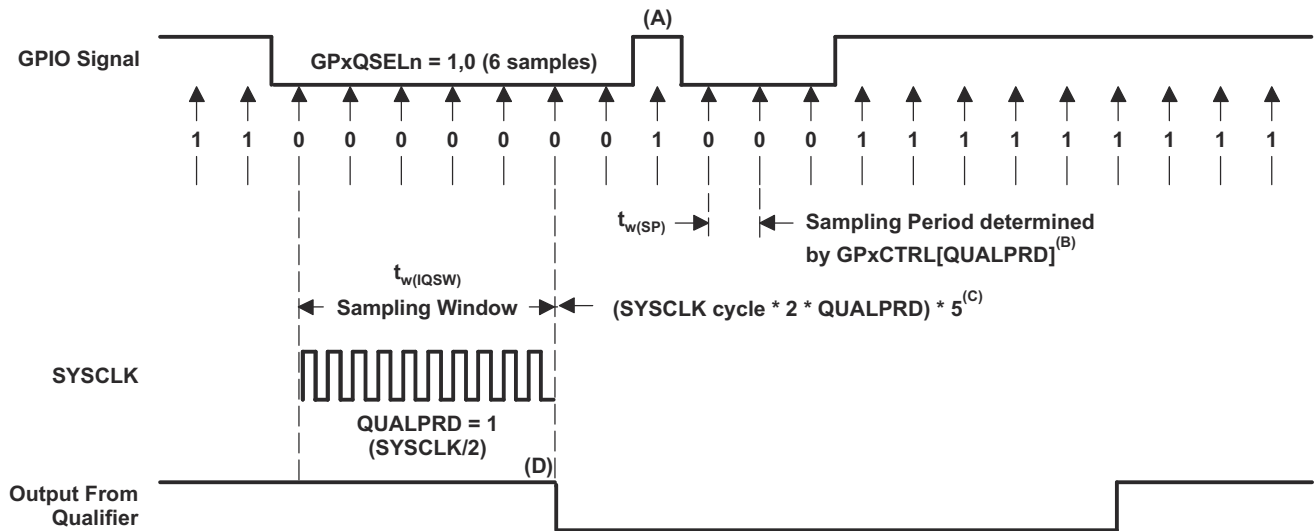 (A)
GPIO Signal
GPxQSELn = 1,0 (6 samples)
1 1 0 0 0 0 0 0 0 1 0 0 0 1 1 1 1 1 1 1 1 1
tw(SP)
Sampling Period determined
by GPxCTRL[QUALPRD](B)
tw(IQSW)
Sampling Window
(SYSCLK cycle * 2 * QUALPRD) * 5(C)
SYSCLK
QUALPRD = 1
(SYSCLK/2)
(D)
Output From
Qualifier